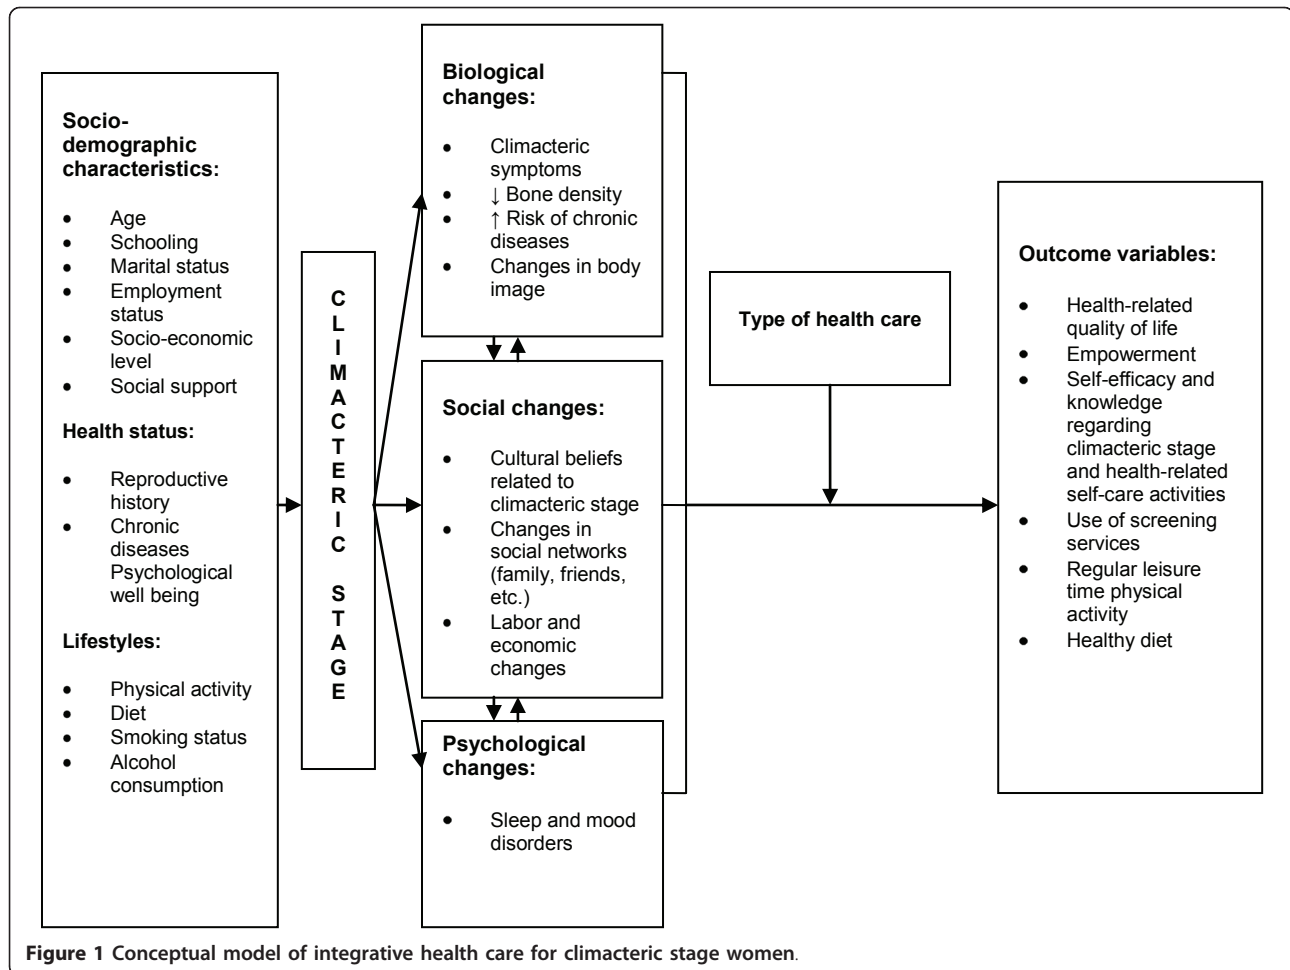 Socio-
demographic
characteristics:
• Age
• Schooling
• Marital status
• Employment
status
• Socio-economic
level
• Social support
Health status:
• Reproductive
history
• Chronic
diseases
Psychological
well being
Lifestyles:
• Physical activity
• Diet
• Smoking status
• Alcohol
consumption
CLIMACTERIC STAGE
Biological
changes:
• Climacteric
symptoms
• ↓ Bone density
• ↑ Risk of chronic
diseases
• Changes in body
image
Social changes:
• Cultural beliefs
related to
climacteric stage
• Changes in
social networks
(family, friends,
etc.)
• Labor and
economic
changes
Psychological
changes:
• Sleep and mood
disorders
Type of health care
Outcome variables:
• Health-related
quality of life
• Empowerment
• Self-efficacy and
knowledge
regarding
climacteric stage
and health-related
self-care activities
• Use of screening
services
• Regular leisure
time physical
activity
• Healthy diet
Figure 1 Conceptual model of integrative health care for climacteric stage women.